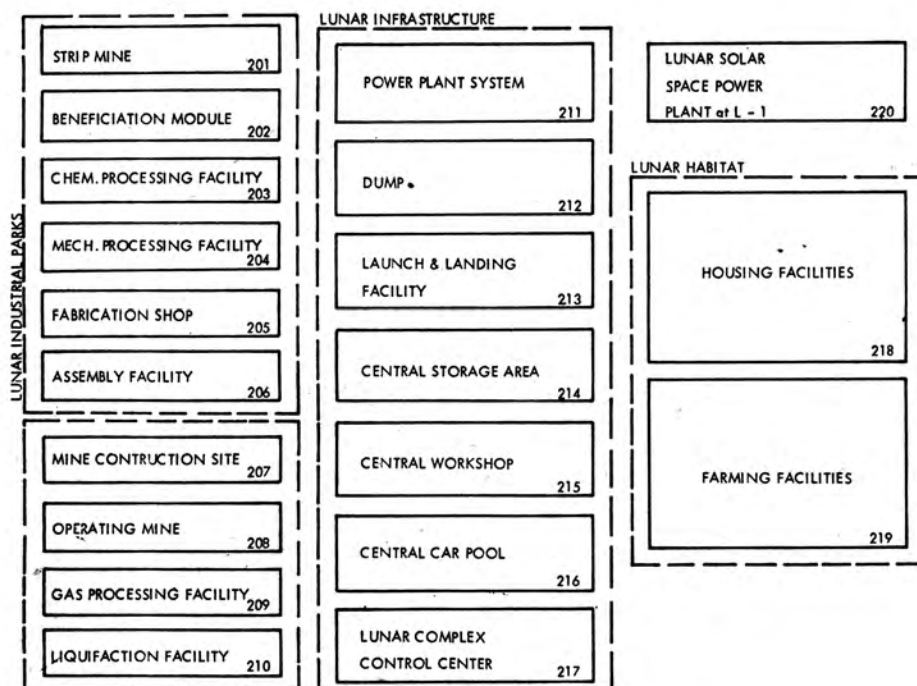 LUNAR INDUSTRIAL PARKS
STRIP MINE
201
BENEFICIATION MODULE
202
CHEM. PROCESSING FACILITY
203
MECH. PROCESSING FACILITY
204
FABRICATION SHOP
205
ASSEMBLY FACILITY
206
MINE CONTRUCTION SITE
207
OPERATING MINE
208
GAS PROCESSING FACILITY
209
LIQUIFACTION FACILITY
210
LUNAR INFRASTRUCTURE
POWER PLANT SYSTEM
211
DUMP
212
LAUNCH & LANDING
FACILITY
213
CENTRAL STORAGE AREA
214
CENTRAL WORKSHOP
215
CENTRAL CAR POOL
216
LUNAR COMPLEX
CONTROL CENTER
217
LUNAR SOLAR
SPACE POWER
PLANT at L - 1
220
LUNAR HABITAT
HOUSING FACILITIES
218
FARMING FACILITIES
219